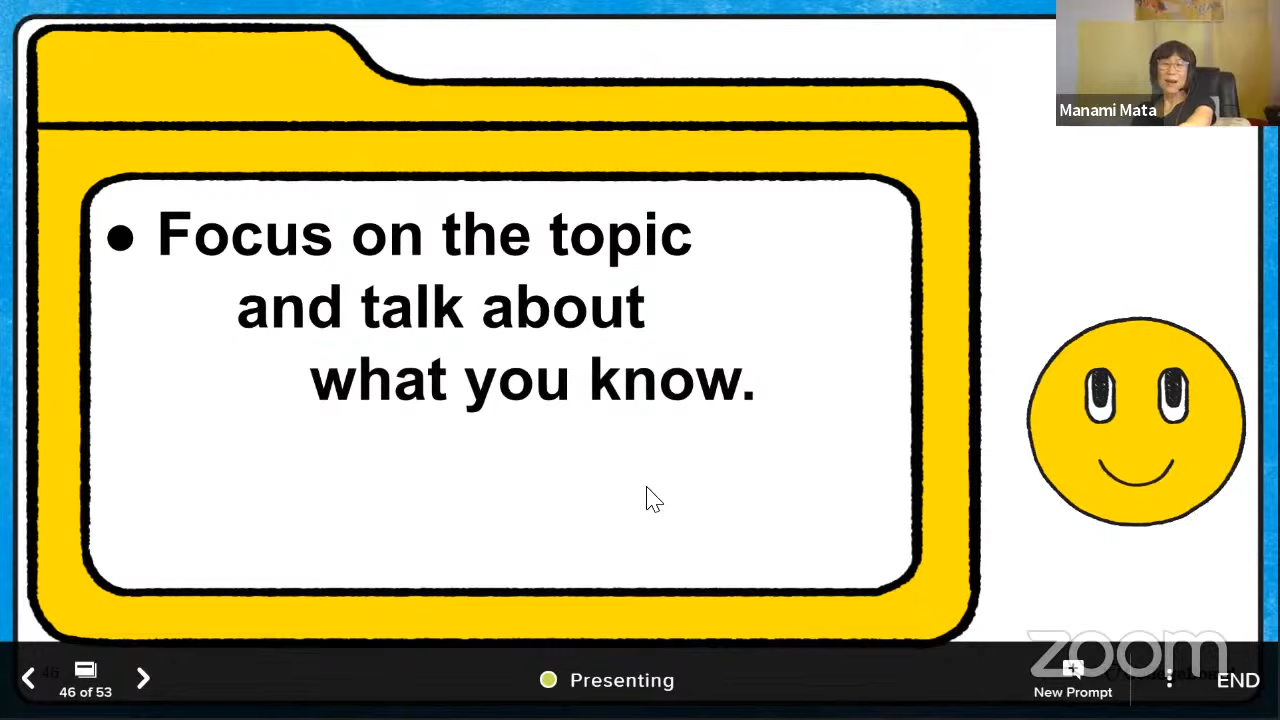 Manami Mata
● Focus on the topic
and talk about
what you know.
zoom
46
46 of 53
Presenting
New Prompt
END